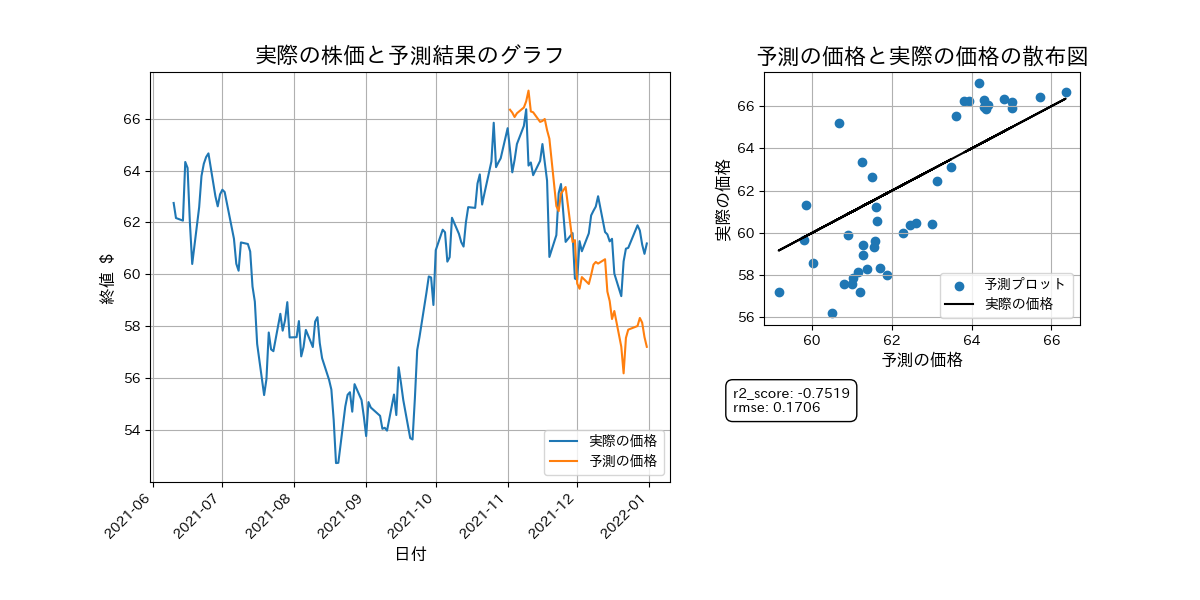 実際の株価と予測結果のグラフ
終値 $
66
64
62
60
58
56
54
2021-06
2021-07
2021-08
2021-09
2021-10
2021-11
2021-12
2022-01
日付
実際の価格
予測の価格
予測の価格と実際の価格の散布図
実際の価格
66
64
62
60
58
56
60
62
64
66
予測の価格
予測プロット
実際の価格
r2_score: -0.7519
rmse: 0.1706